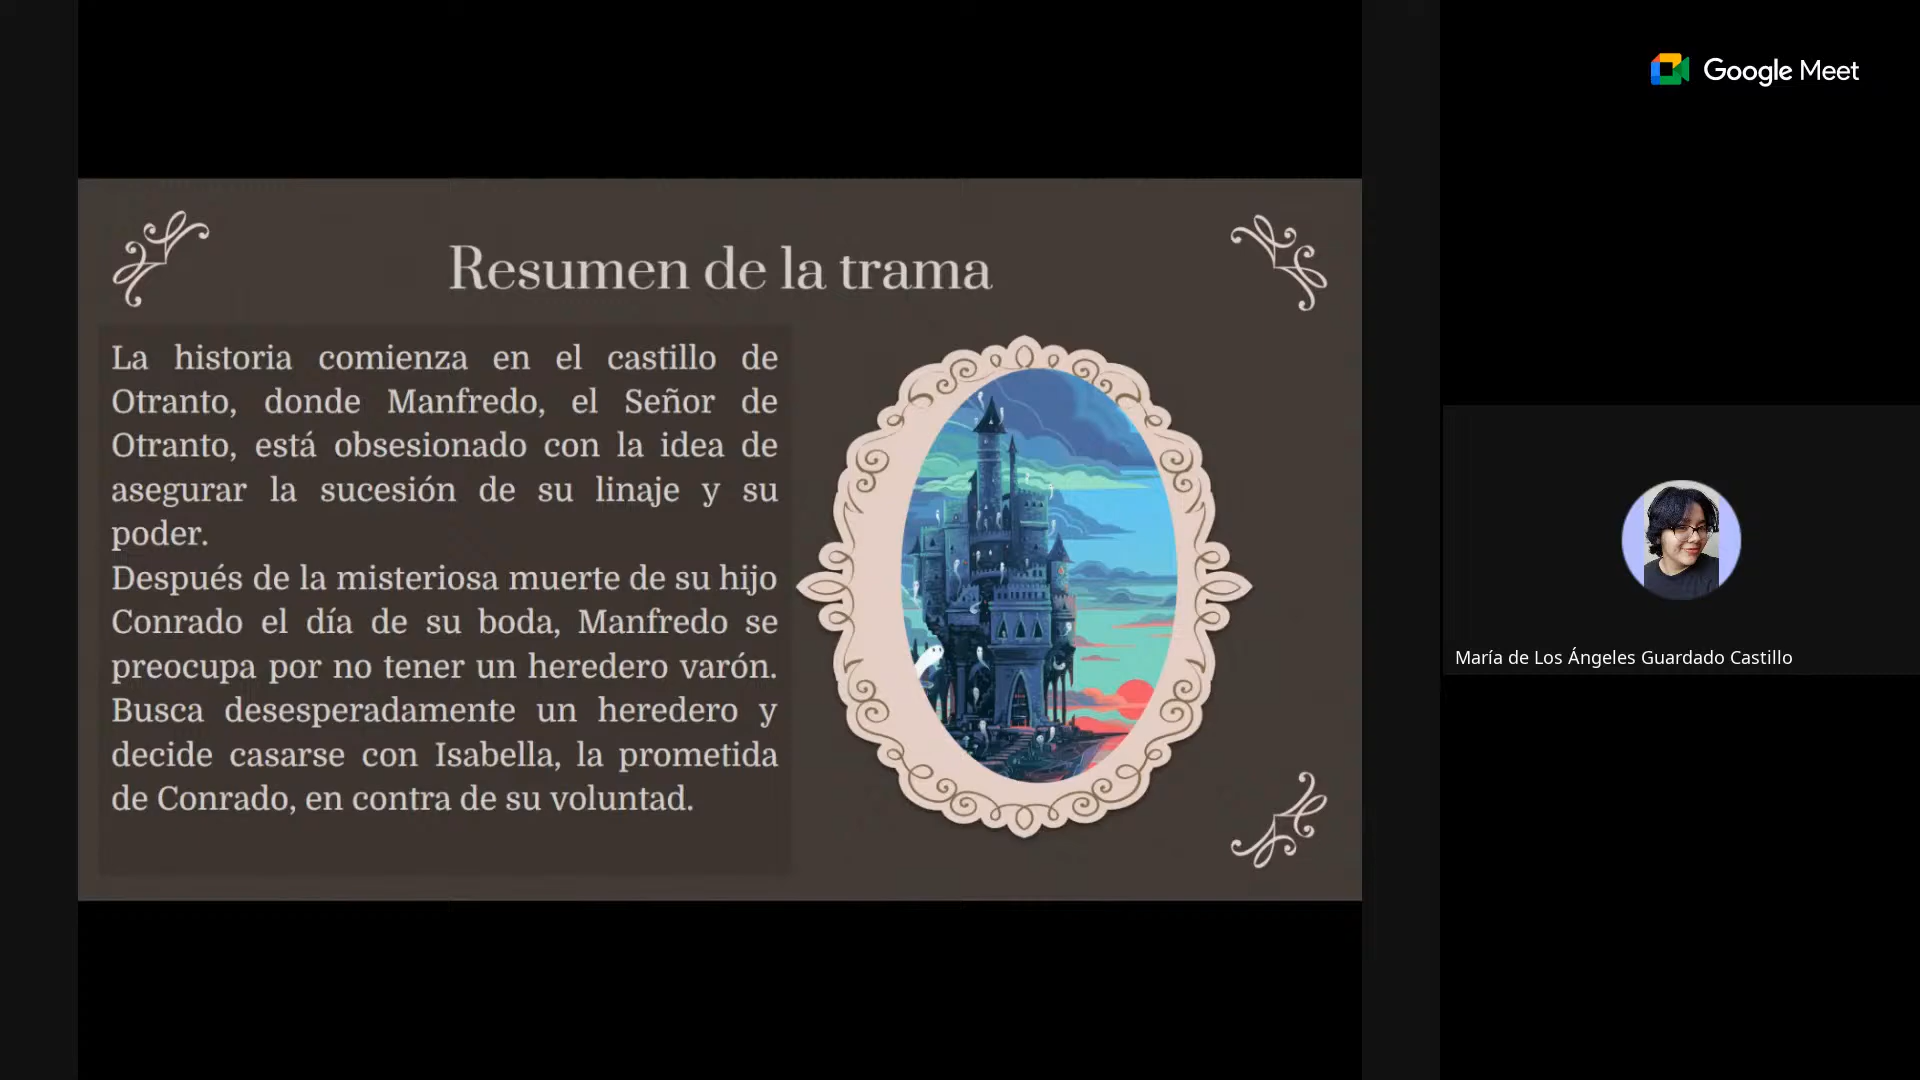 Google Meet
Resumen de la trama
La historia comienza en el castillo de
Otranto, donde Manfredo, el Señor de
Otranto, está obsesionado con la idea de
asegurar la sucesión de su linaje y su
poder.
Después de la misteriosa muerte de su hijo
Conrado el día de su boda, Manfredo se
preocupa por no tener un heredero varón.
Busca desesperadamente un heredero y
decide casarse con Isabella, la prometida
de Conrado, en contra de su voluntad.
María de Los Ángeles Guardado Castillo